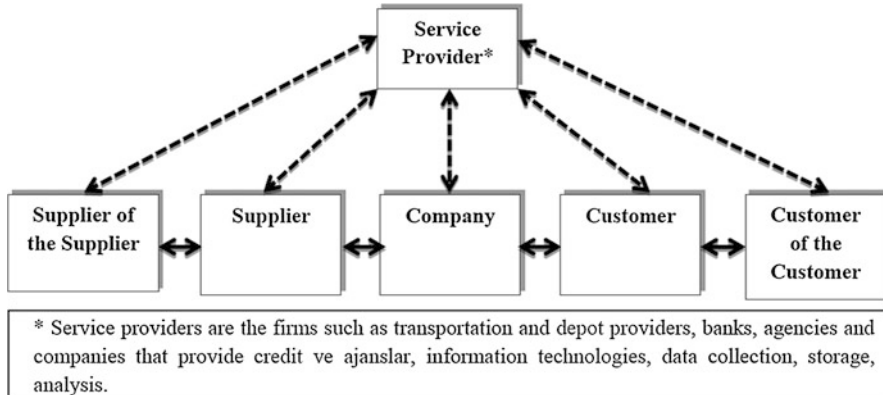 Service
Provider*
Supplier of
the Supplier
Supplier
Company
Customer
Customer
of the
Customer
* Service providers are the firms such as transportation and depot providers, banks, agencies and
companies that provide credit ve ajanslar, information technologies, data collection, storage,
analysis.